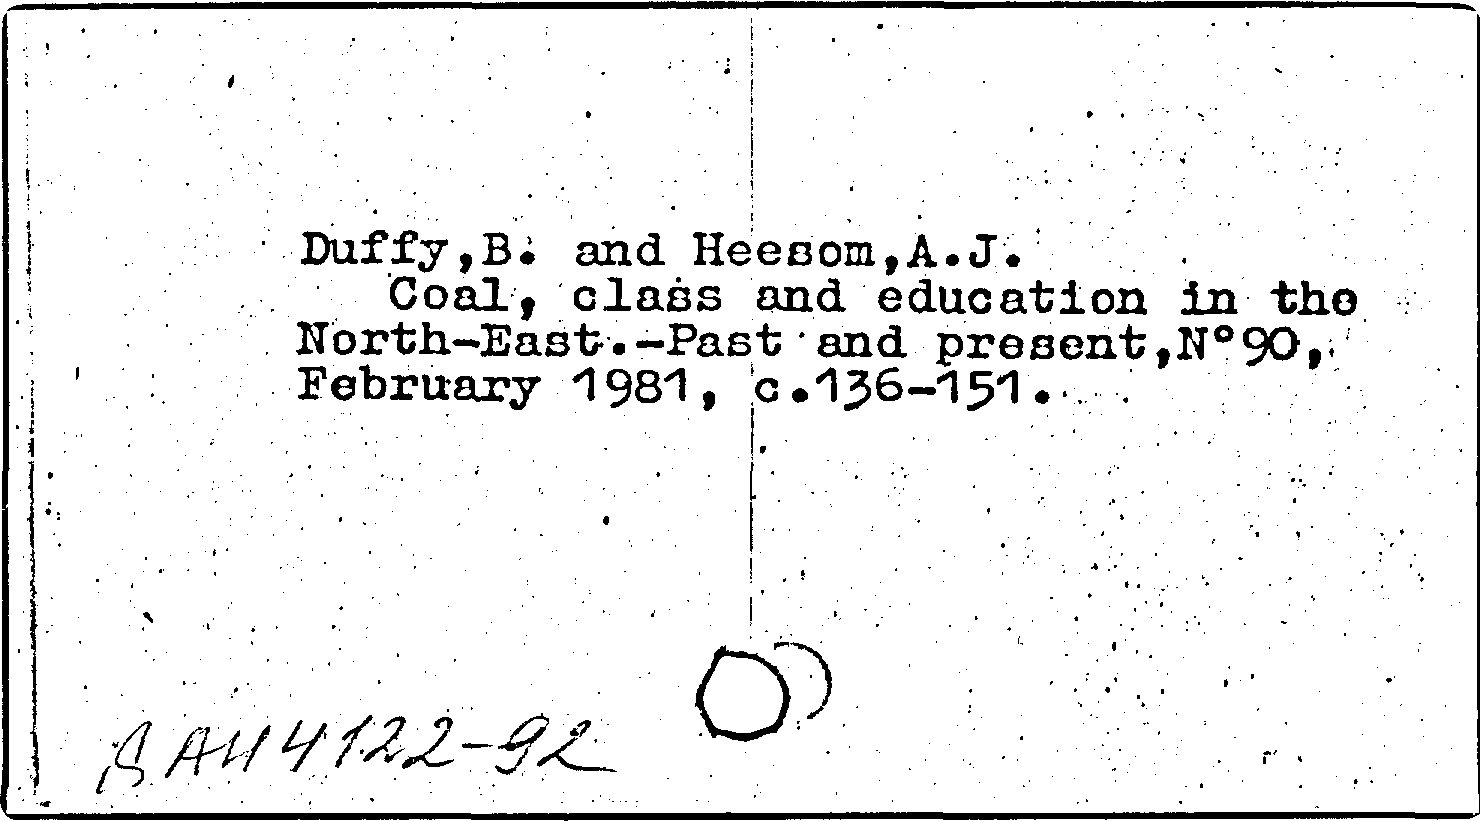 Duffy,B. and Heesom,A.J.
Coal, class and education in the
North-East.-Past and present,N°90,
February 1981, c.136-151.
4122-92